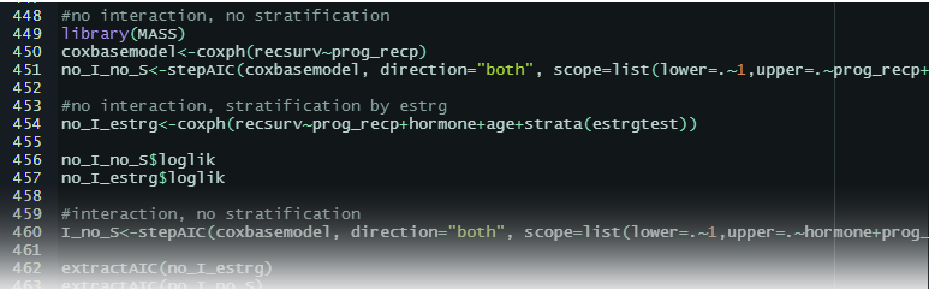 448 #no interaction, no stratification
449 library(MASS)
450 coxbasemodel<-coxph(recsurv~prog_recp)
451 no_I_no_S<-stepAIC(coxbasemodel, direction="both", scope=list(lower=.~1,upper=.~prog_recp+
452
453 #no interaction, stratification by estrg
454 no_I_estrg<-coxph(recsurv~prog_recp+hormone+age+strata(estrgtest))
455
456 no_I_no_S$loglik
457 no_I_estrg$loglik
458
459 #interaction, no stratification
460 I_no_S<-stepAIC(coxbasemodel, direction="both", scope=list(lower=.~1,upper=.~hormone+prog_
461
462 extractAIC(no_I_estrg)
463 extractAIC(no_I_no_S)